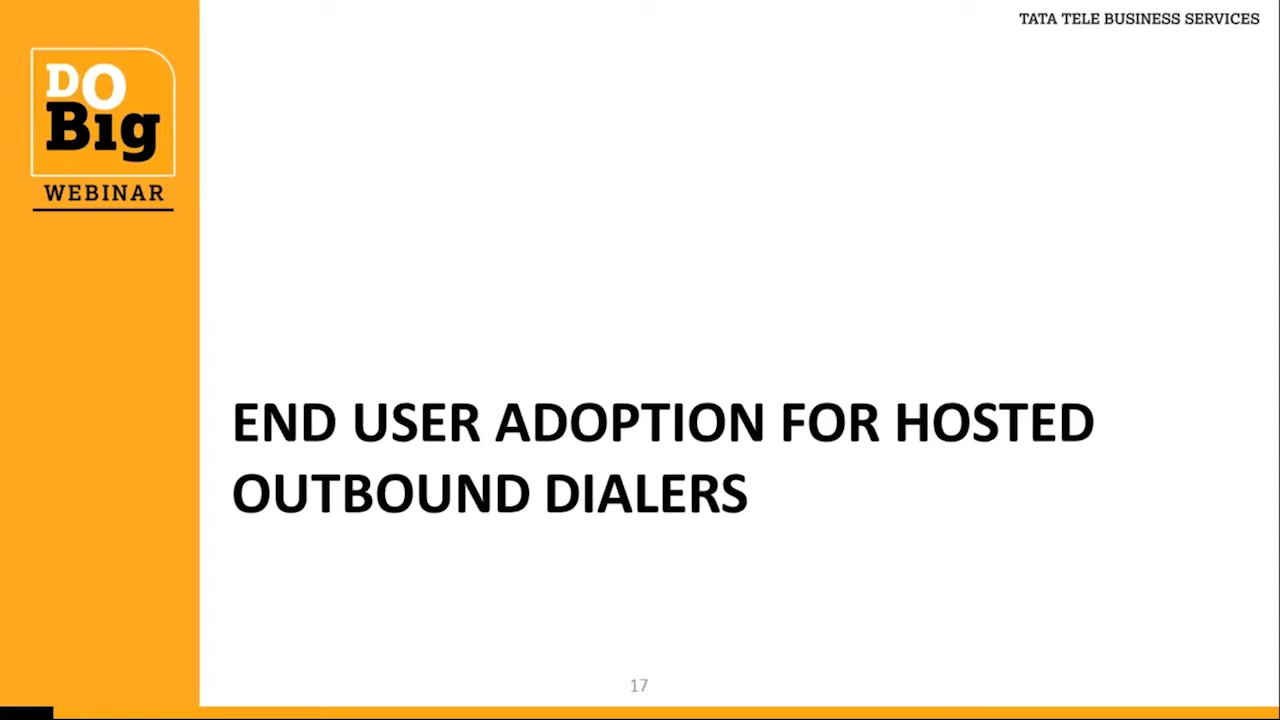 TATA TELE BUSINESS SERVICES
DO
Big
WEBINAR
END USER ADOPTION FOR HOSTED
OUTBOUND DIALERS
17